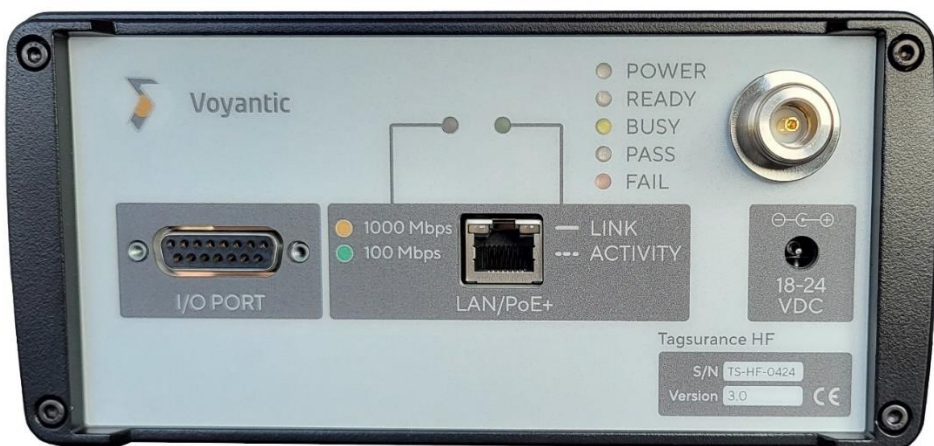 Voyantic
POWER
READY
BUSY
PASS
FAIL
1000 Mbps
100 Mbps
LINK
ACTIVITY
I/O PORT
LAN/PoE+
18-24
VDC
Tagsurance HF
S/N TS-HF-0424
Version 3.0 CE